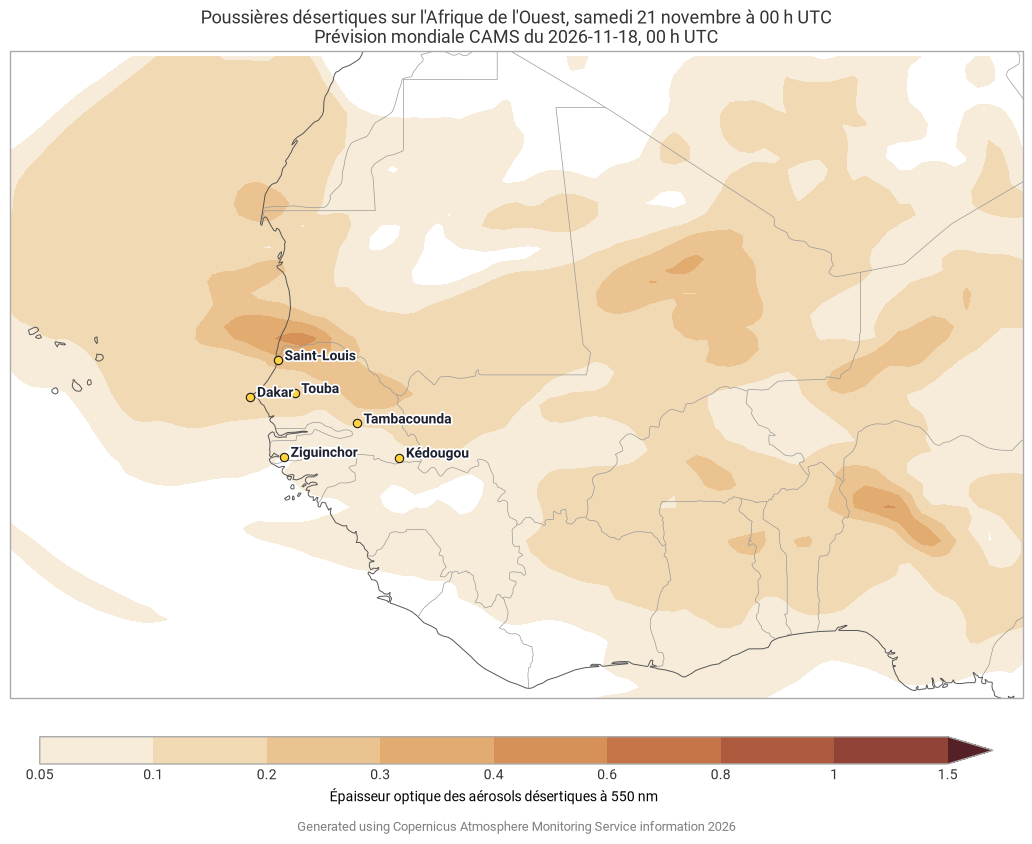 Poussières désertiques sur l'Afrique de l'Ouest, samedi 21 novembre à 00 h UTC
Prévision mondiale CAMS du 2026-11-18, 00 h UTC
Saint-Louis
Dakar
Touba
Tambacounda
Ziguinchor
Kédougou
0.05 0.1 0.2 0.3 0.4 0.6 0.8 1 1.5
Épaisseur optique des aérosols désertiques à 550 nm
Generated using Copernicus Atmosphere Monitoring Service information 2026